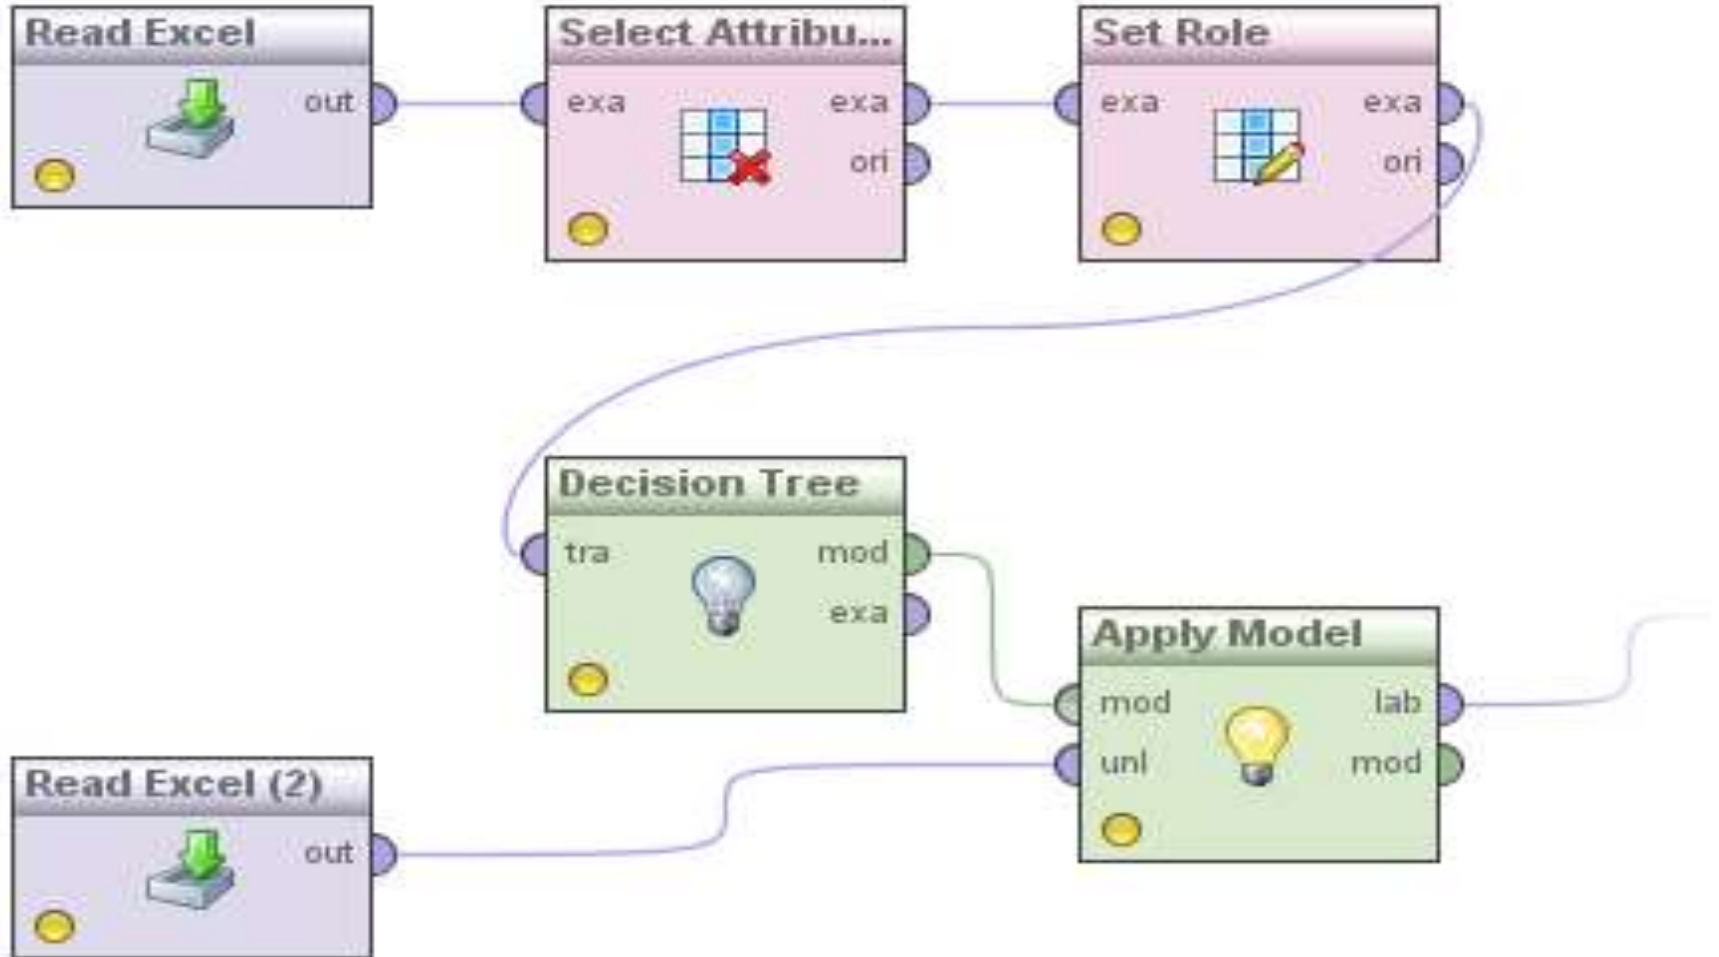 Read Excel
out
Select Attribu...
exa
exa
ori
Set Role
exa
exa
ori
Decision Tree
tra
mod
exa
Apply Model
mod
lab
unl
mod
Read Excel (2)
out